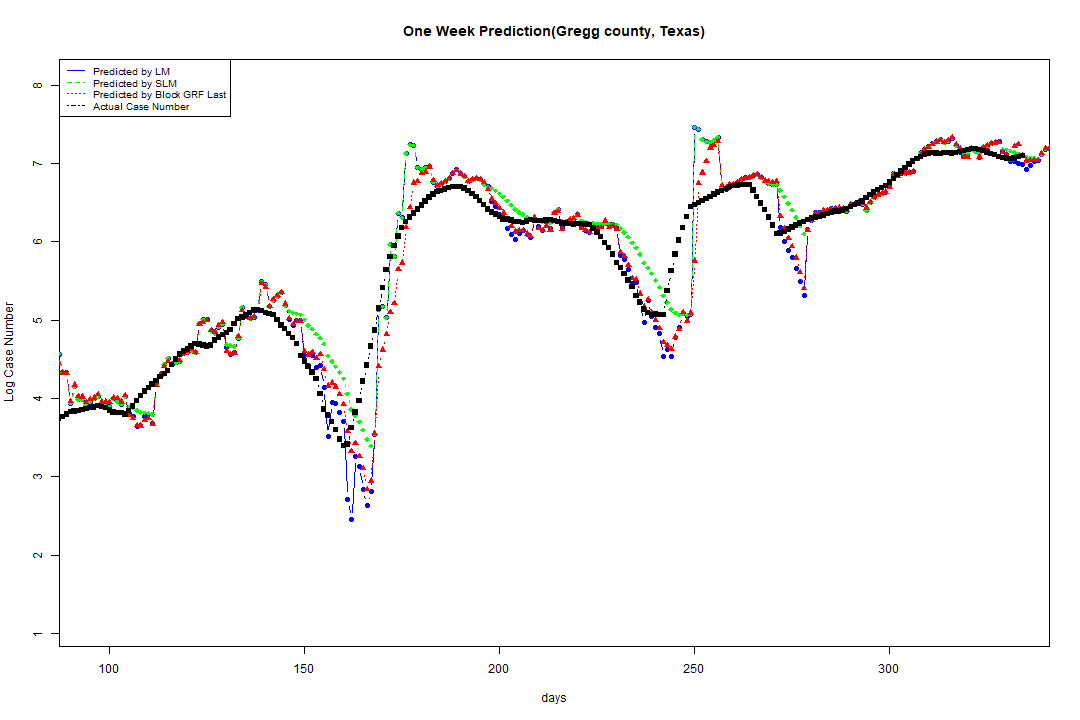 One Week Prediction(Gregg county, Texas)
Predicted by LM
Predicted by SLM
Predicted by Block GRF Last
Actual Case Number
8
7
6
5
4
3
2
1
Log Case Number
100 150 200 250 300
days